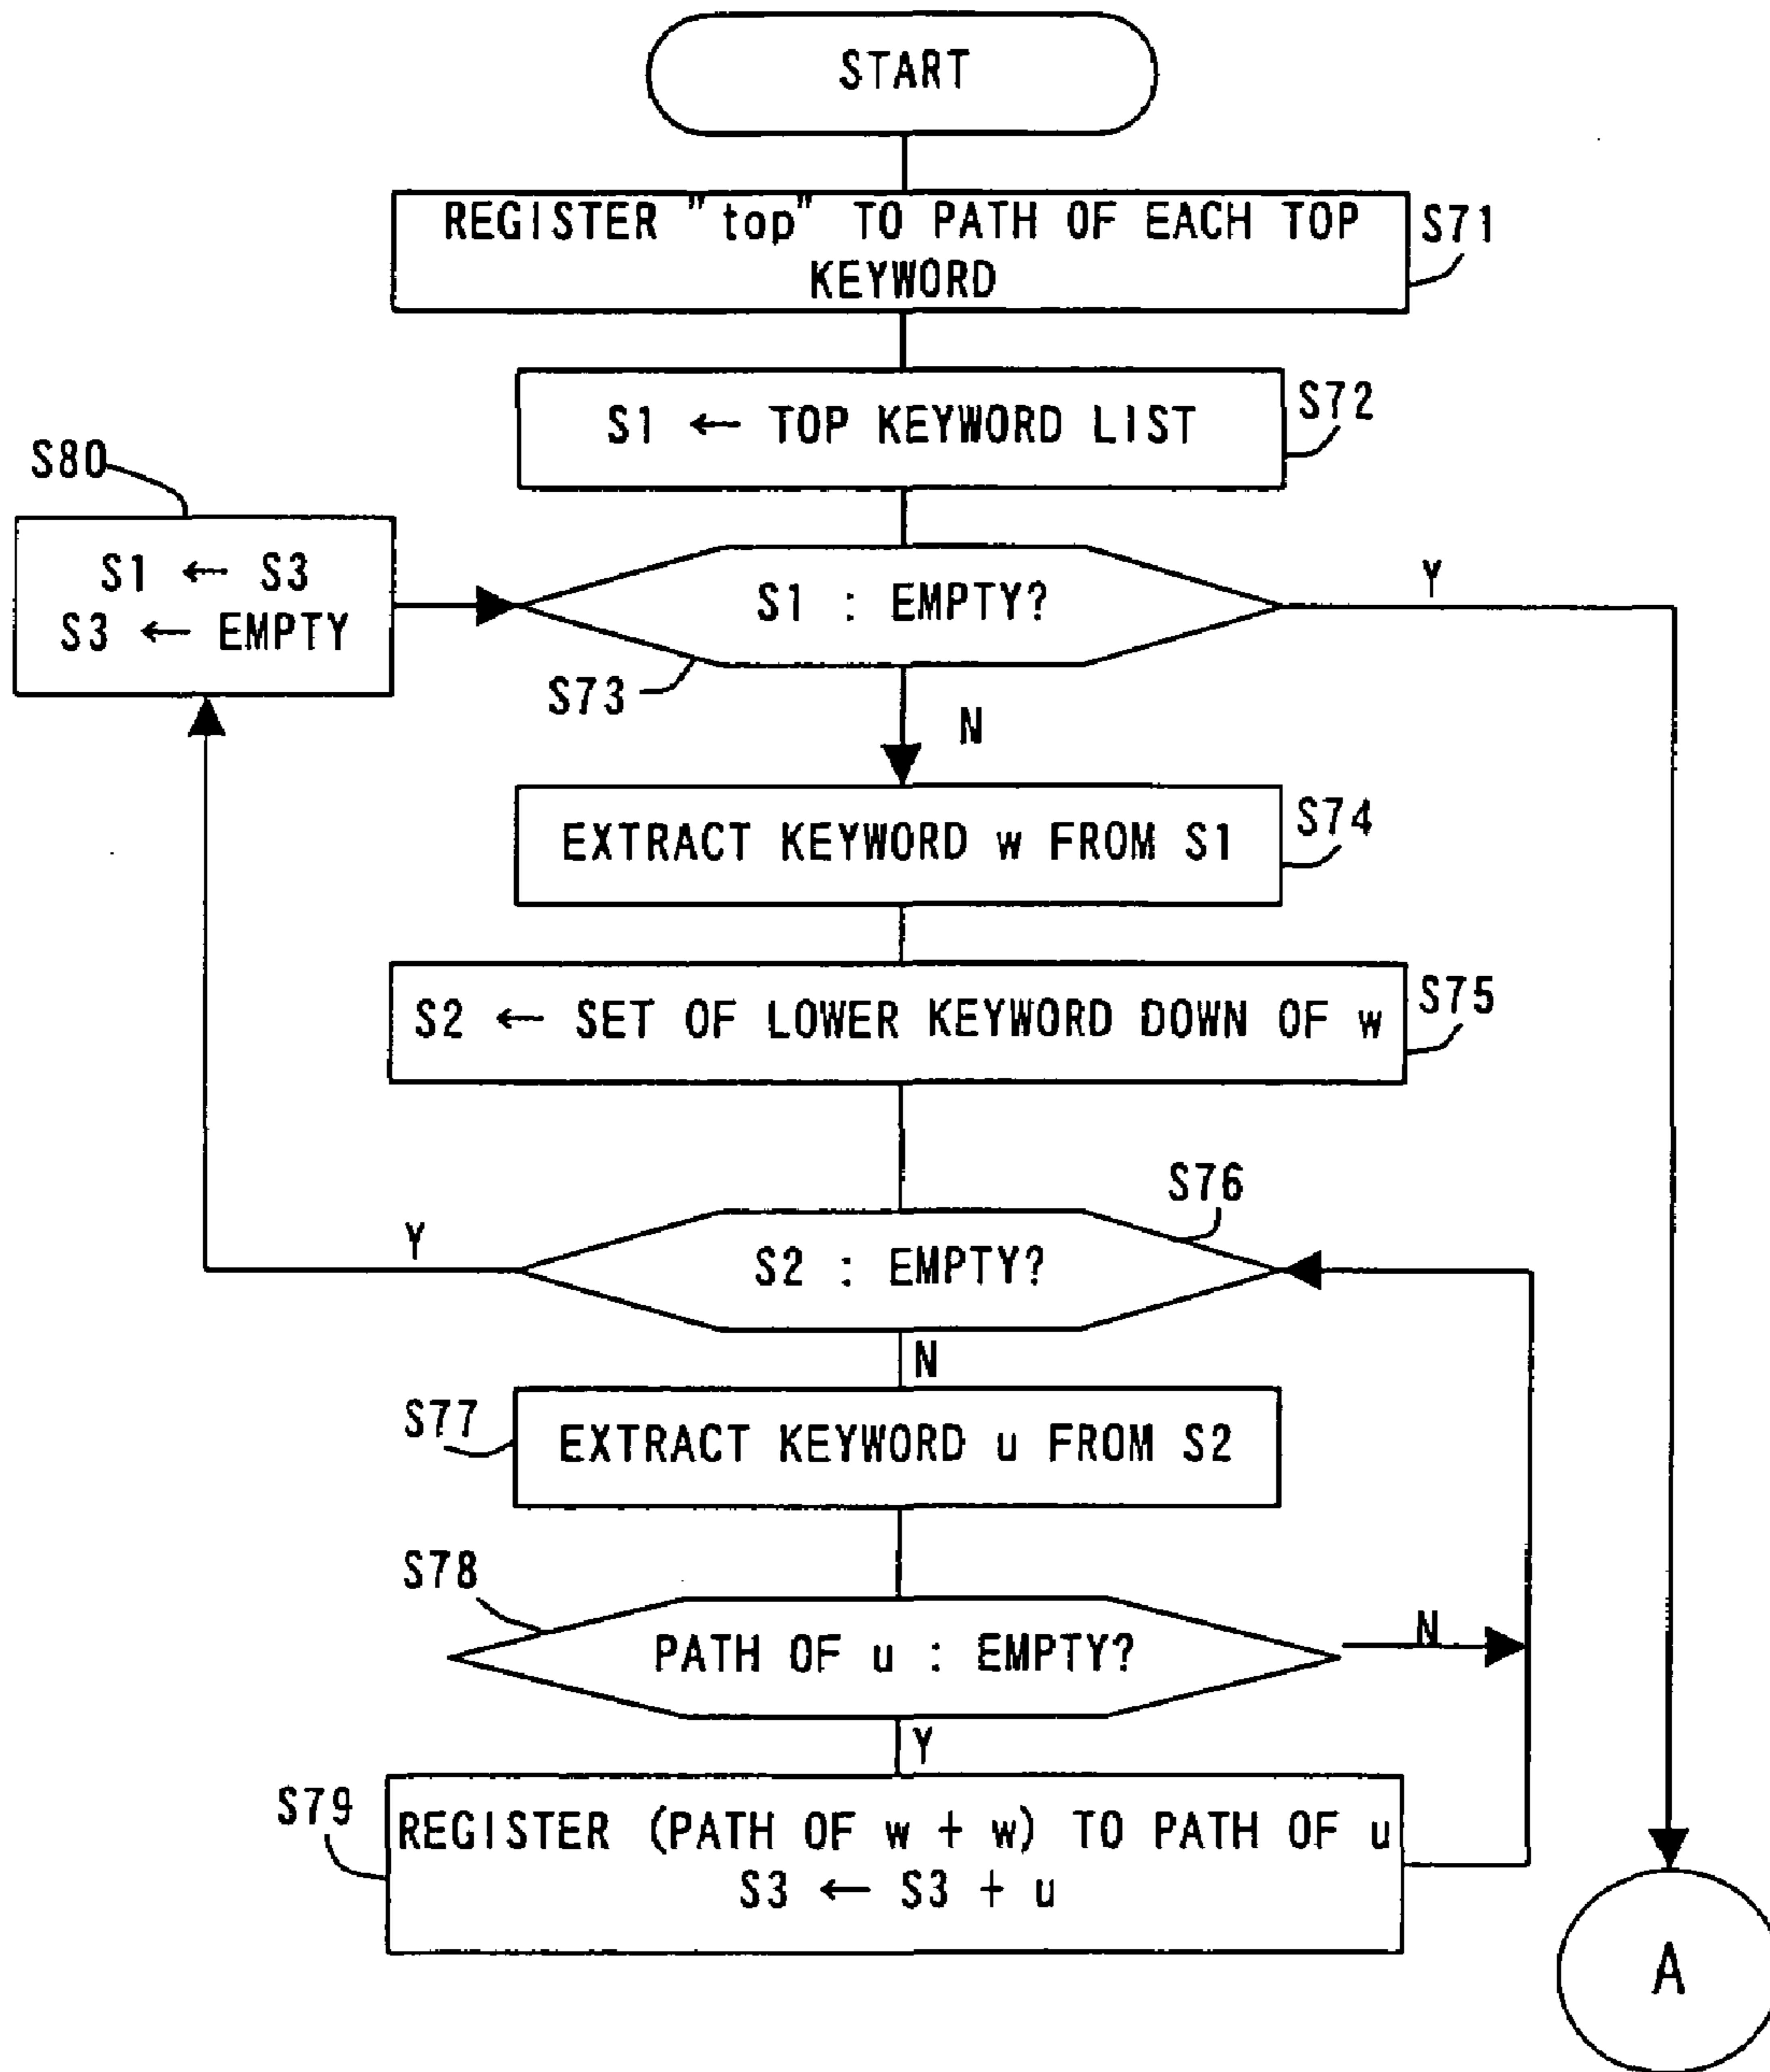 START
REGISTER "top" TO PATH OF EACH TOP
KEYWORD
S71
S1 ← TOP KEYWORD LIST
S72
S80
S1 ← S3
S3 ← EMPTY
S1 : EMPTY?
Y
S73
N
EXTRACT KEYWORD w FROM S1
S74
S2 ← SET OF LOWER KEYWORD DOWN OF w
S75
S76
Y
S2 : EMPTY?
N
S77
EXTRACT KEYWORD u FROM S2
S78
PATH OF u : EMPTY?
N
Y
S79
REGISTER (PATH OF w + w) TO PATH OF u
S3 ← S3 + u
A